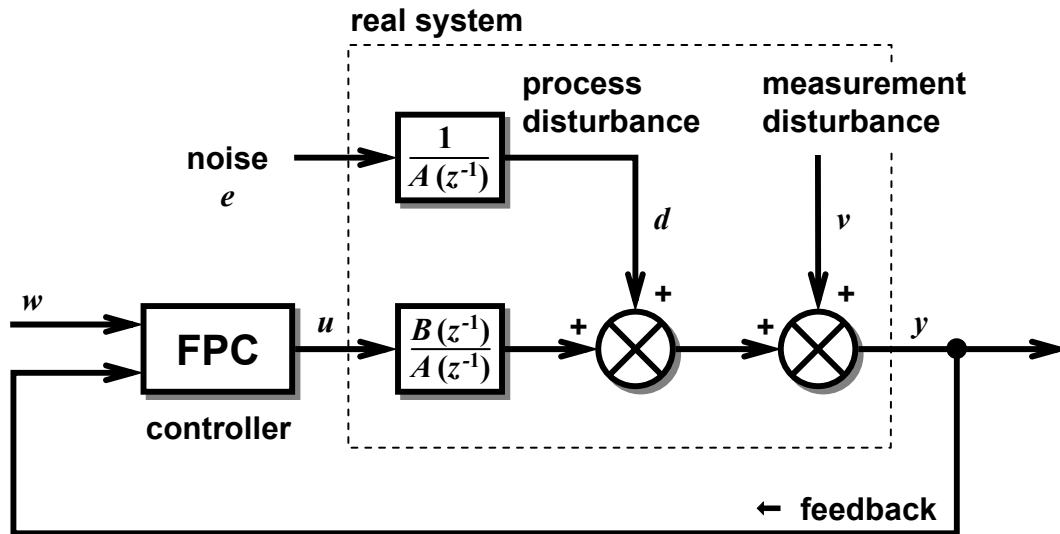 real system
process
disturbance
measurement
disturbance
noise
e
1
A(z⁻¹)
d
v
w
FPC
controller
u
B(z⁻¹)
A(z⁻¹)
+
+
+
+
y
← feedback